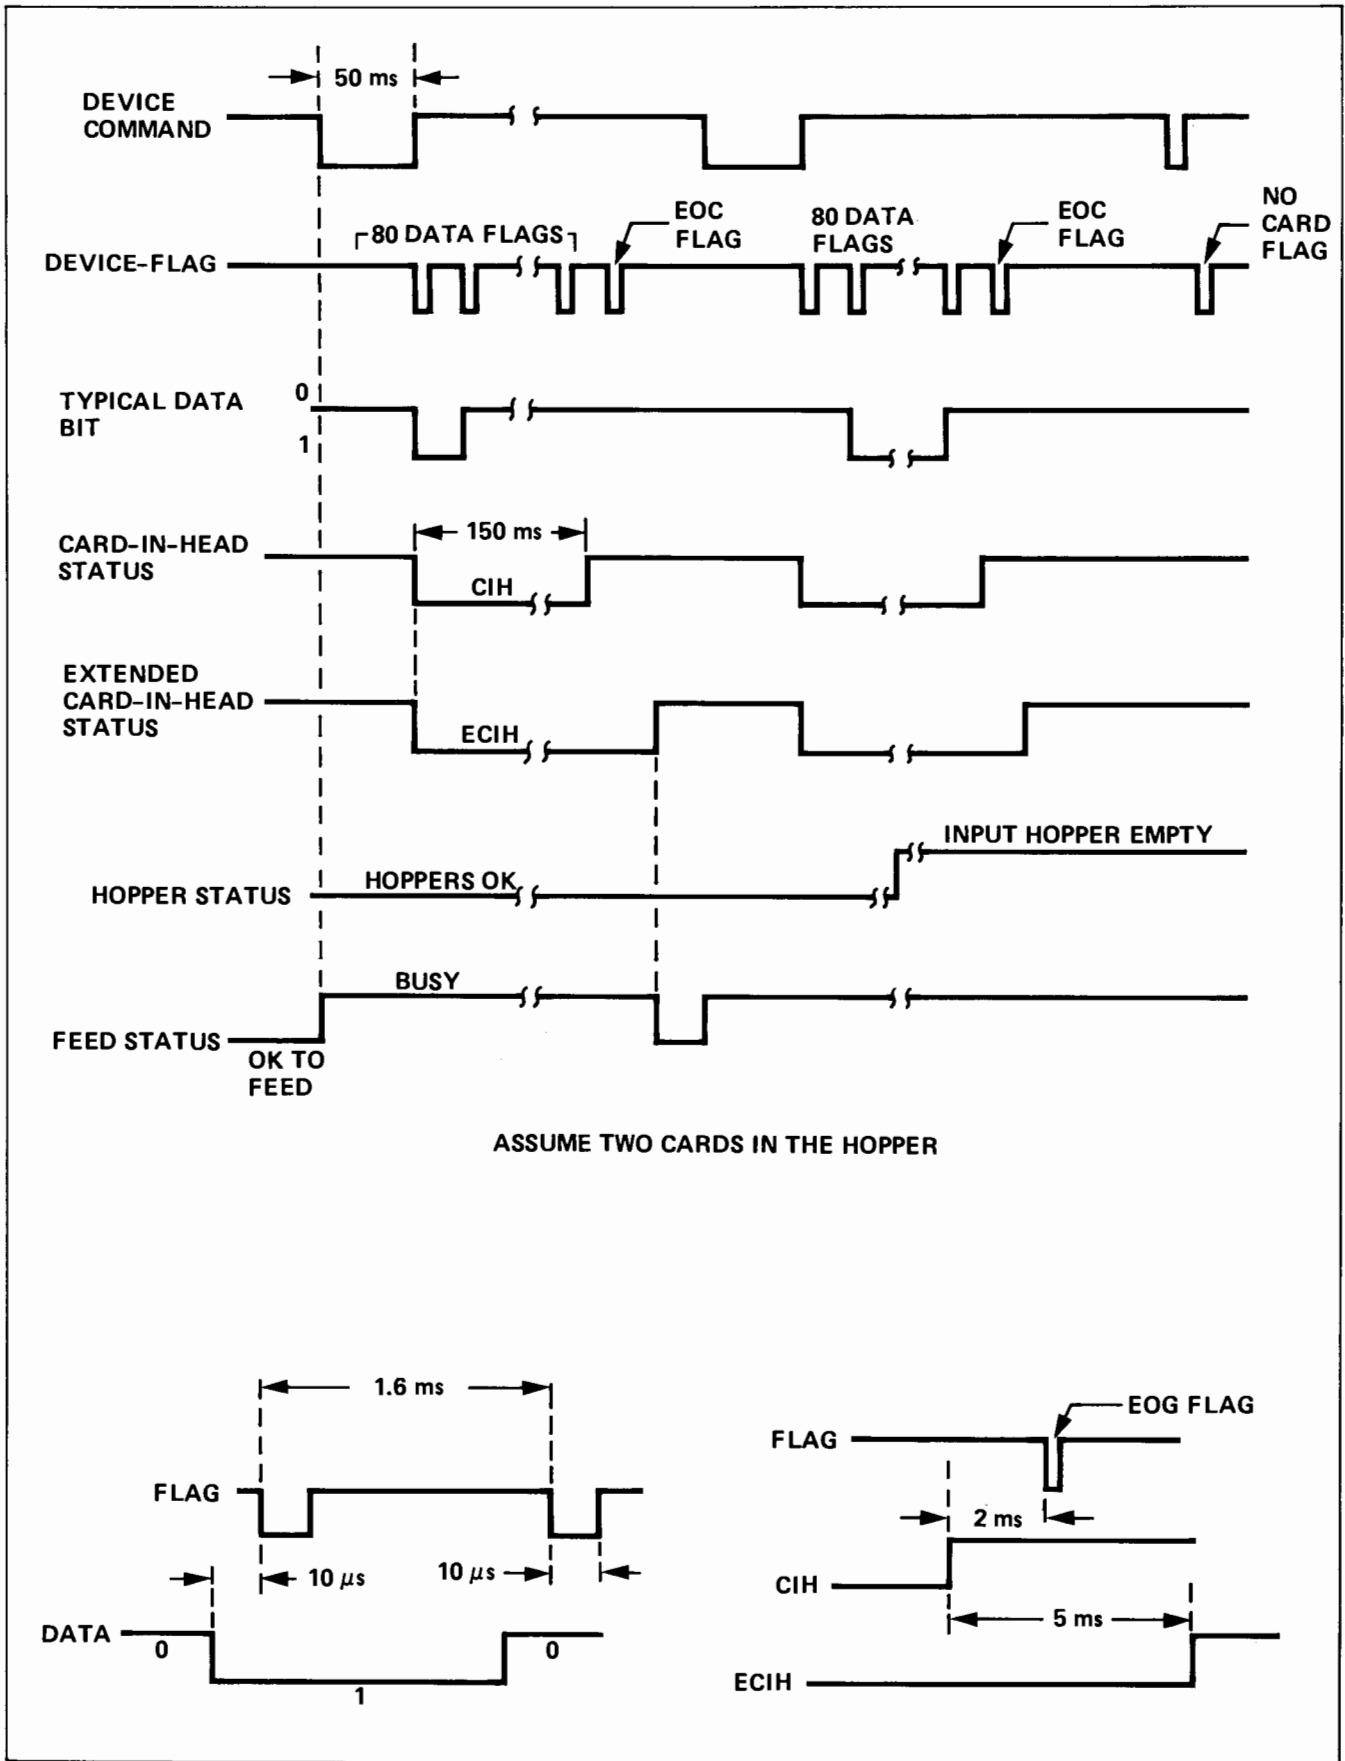 50 ms
DEVICE
COMMAND
80 DATA FLAGS
EOC
FLAG
80 DATA
FLAGS
EOC
FLAG
NO
CARD
FLAG
DEVICE-FLAG
TYPICAL DATA
BIT
0
1
CARD-IN-HEAD
STATUS
150 ms
CIH
EXTENDED
CARD-IN-HEAD
STATUS
ECIH
HOPPER STATUS
HOPPERS OK
INPUT HOPPER EMPTY
FEED STATUS
BUSY
OK TO
FEED
ASSUME TWO CARDS IN THE HOPPER
1.6 ms
FLAG
10 μs
10 μs
DATA
0
1
0
EOG FLAG
FLAG
2 ms
CIH
5 ms
ECIH